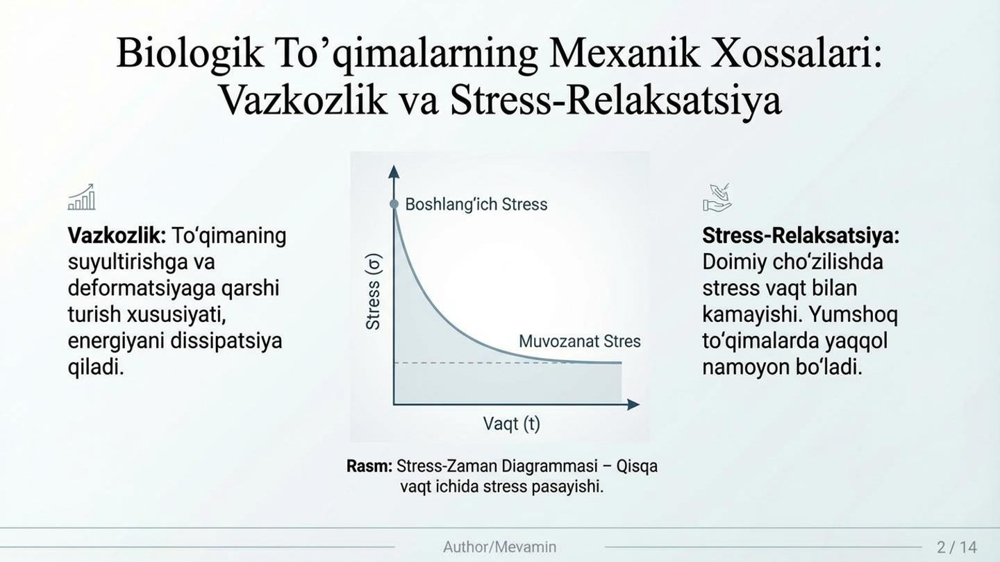 Biologik To’qimalarning Mexanik Xossalari:
Vazkozlik va Stress-Relaksatsiya
Vazkozlik: To‘qimaning
suyultirishga va
deformatsiyaga qarshi
turish xususiyati,
energiyani dissipatsiya
qiladi.
Boshlang‘ich Stress
Stress (σ)
Muvozanat Stres
Vaqt (t)
Rasm: Stress-Zaman Diagrammasi – Qisqa
vaqt ichida stress pasayishi.
Stress-Relaksatsiya:
Doimiy cho‘zilishda
stress vaqt bilan
kamayishi. Yumshoq
to‘qimalarda yaqqol
namoyon bo‘ladi.
Author/Mevamin
2 / 14